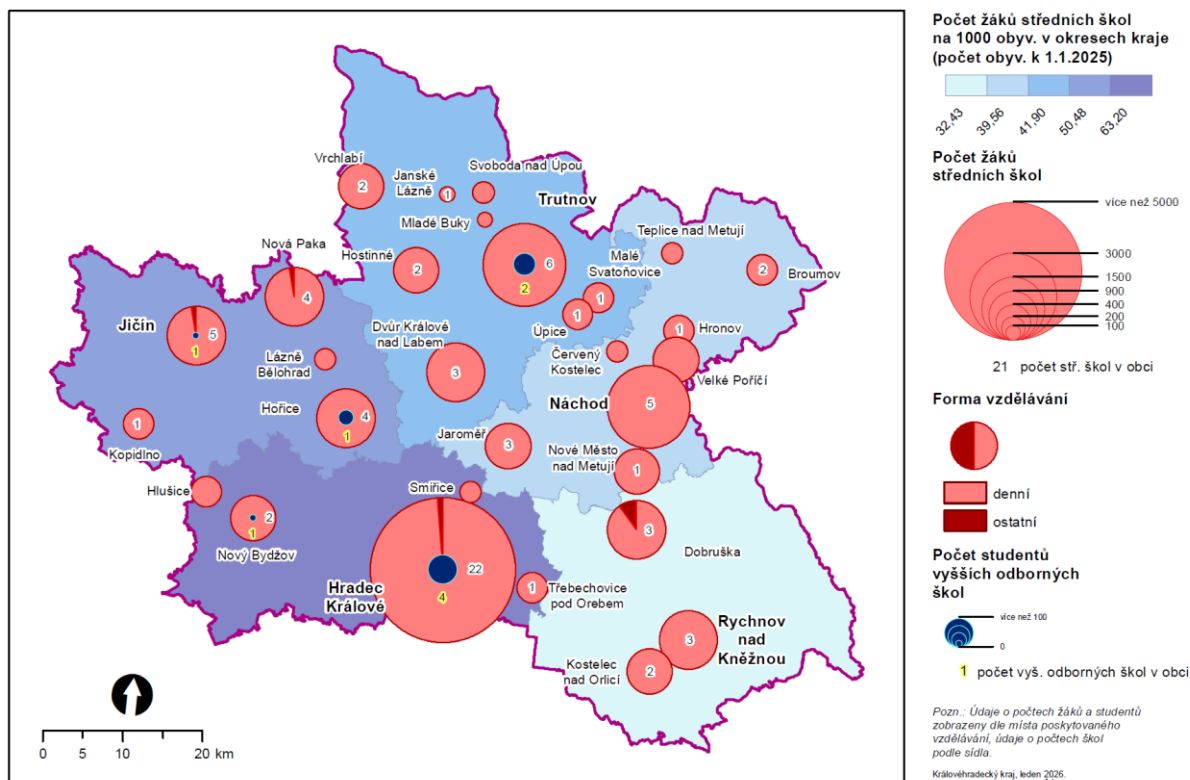 Vrchlabí
2
Janské
Lázně
1
Svoboda nad Úpou
Mladé Buky
Trutnov
6
2
Hostinné
2
Malé
Svatoňovice
1
Úpice
1
Teplice nad Metují
2
Broumov
1
Hronov
Červený
Kostelec
Velké Poříčí
Náchod
5
Nová Paka
4
Jičín
5
1
Lázně
Bělohrad
Dvůr Králové
nad Labem
3
Hořice
4
1
1
Kopidlno
Jaroměř
3
Nové Město
nad Metují
1
Hlušice
Smiřice
2
1
Nový Bydžov
3
Dobruška
22
4
Hradec
Králové
1
Třebechovice
pod Orebem
3
Rychnov
nad
Kněžnou
Kostelec
nad Orlicí
2
0 5 10 20
km
Počet žáků středních škol
na 1000 obyv. v okresech kraje
(počet obyv. k 1.1.2025)
32,43
39,56
41,90
50,48
63,20
Počet žáků
středních škol
více než 5000
3000
1500
900
400
200
100
21 počet stř. škol v obci
Forma vzdělávání
denní
ostatní
Počet studentů
vyšších odborných
škol
více než 100
0
1 počet vyš. odborných škol v obci
Pozn.: Údaje o počtech žáků a studentů
zobrazeny dle místa poskytovaného
vzdělávání, údaje o počtech škol
podle sídla.
Královéhradecký kraj, leden 2026.